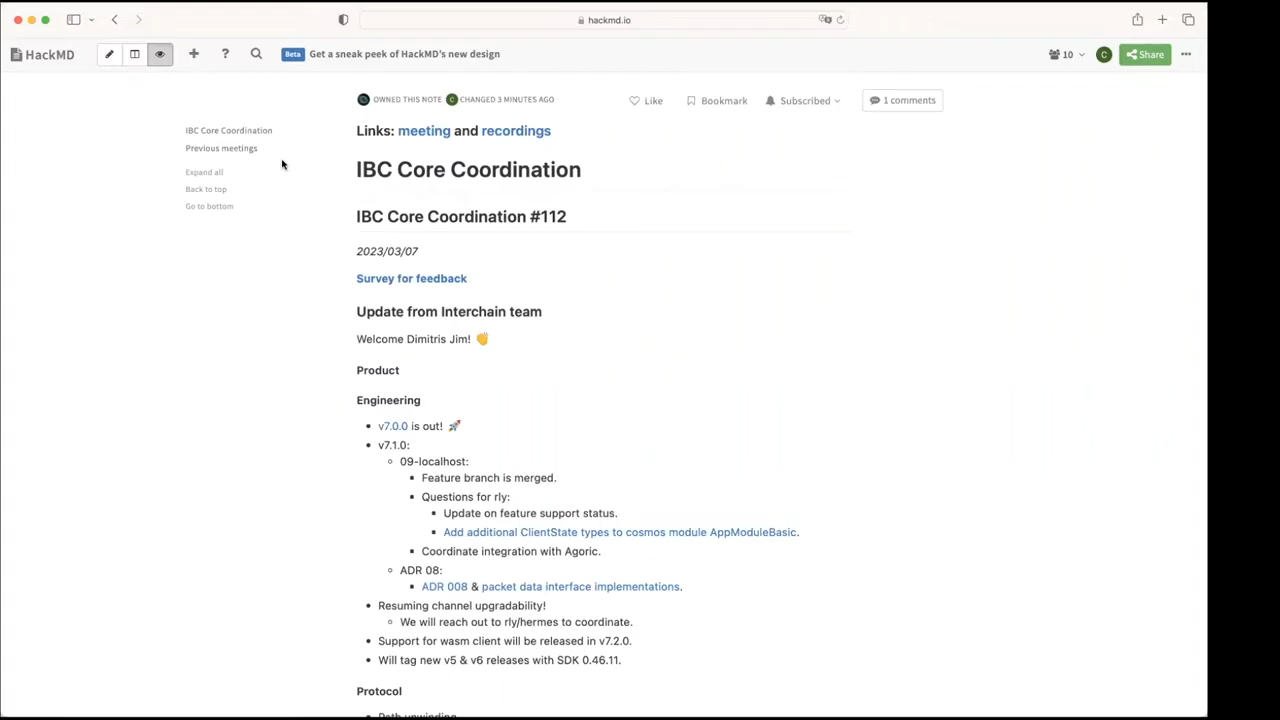 hackmd.io
HackMD
Beta Get a sneak peek of HackMD's new design
10
C
Share
OWNED THIS NOTE C CHANGED 3 MINUTES AGO
Like
Bookmark
Subscribed
1 comments
IBC Core Coordination
Previous meetings
Expand all
Back to top
Go to bottom
Links: meeting and recordings
IBC Core Coordination
IBC Core Coordination #112
2023/03/07
Survey for feedback
Update from Interchain team
Welcome Dimitris Jim! 👏
Product
Engineering
• v7.0.0 is out! 🚀
• v7.1.0:
◦ 09-localhost:
▪ Feature branch is merged.
▪ Questions for rly:
▪ Update on feature support status.
▪ Add additional ClientState types to cosmos module AppModuleBasic.
▪ Coordinate integration with Agoric.
◦ ADR 08:
▪ ADR 008 & packet data interface implementations.
• Resuming channel upgradability!
◦ We will reach out to rly/hermes to coordinate.
• Support for wasm client will be released in v7.2.0.
• Will tag new v5 & v6 releases with SDK 0.46.11.
Protocol
• Path unwinding